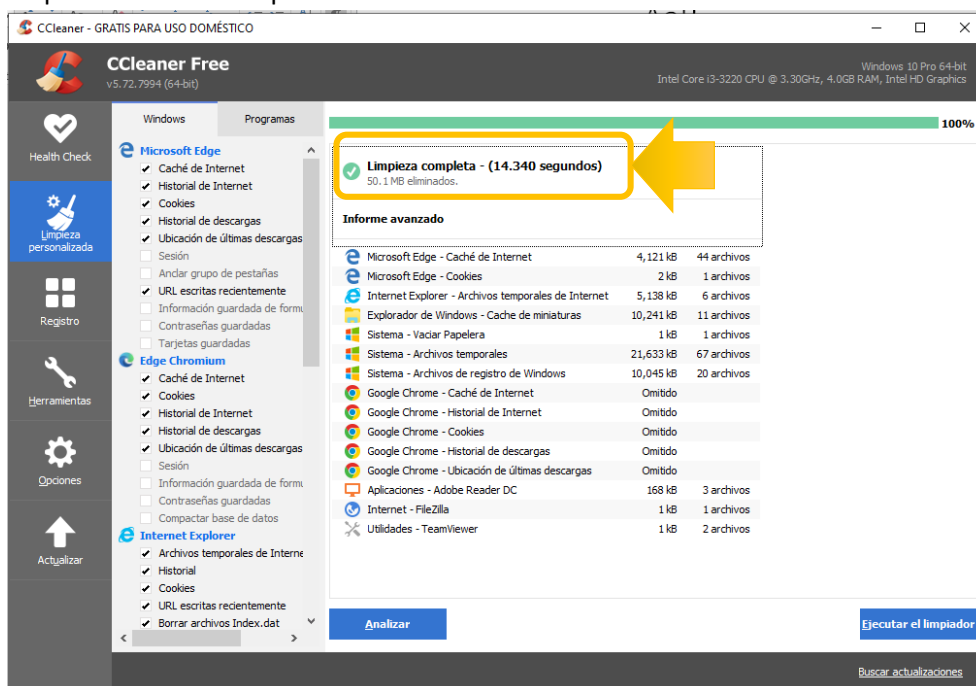 CCleaner - GRATIS PARA USO DOMÉSTICO
CCleaner Free
v5.72.7994 (64-bit)
Windows 10 Pro 64-bit
Intel Core i3-3220 CPU @ 3.30GHz, 4.0GB RAM, Intel HD Graphics
Health Check
Limpieza
personalizada
Registro
Herramientas
Opciones
Actualizar
Windows
Programas
Microsoft Edge
Caché de Internet
Historial de Internet
Cookies
Historial de descargas
Ubicación de últimas descargas
Sesión
Anclar grupo de pestañas
URL escritas recientemente
Información guardada de formu
Contraseñas guardadas
Tarjetas guardadas
Edge Chromium
Caché de Internet
Cookies
Historial de Internet
Historial de descargas
Ubicación de últimas descargas
Sesión
Información guardada de formu
Contraseñas guardadas
Compactar base de datos
Internet Explorer
Archivos temporales de Interne
Historial
Cookies
URL escritas recientemente
Borrar archivos Index.dat
100%
Limpieza completa - (14.340 segundos)
50.1 MB eliminados.
Informe avanzado
Microsoft Edge - Caché de Internet 4,121 kB 44 archivos
Microsoft Edge - Cookies 2 kB 1 archivos
Internet Explorer - Archivos temporales de Internet 5,138 kB 6 archivos
Explorador de Windows - Cache de miniaturas 10,241 kB 11 archivos
Sistema - Vaciar Papelera 1 kB 1 archivos
Sistema - Archivos temporales 21,633 kB 67 archivos
Sistema - Archivos de registro de Windows 10,045 kB 20 archivos
Google Chrome - Caché de Internet Omitido
Google Chrome - Historial de Internet Omitido
Google Chrome - Cookies Omitido
Google Chrome - Historial de descargas Omitido
Google Chrome - Ubicación de últimas descargas Omitido
Aplicaciones - Adobe Reader DC 168 kB 3 archivos
Internet - FileZilla 1 kB 1 archivos
Utilidades - TeamViewer 1 kB 2 archivos
Analizar
Ejecutar el limpiador
Buscar actualizaciones